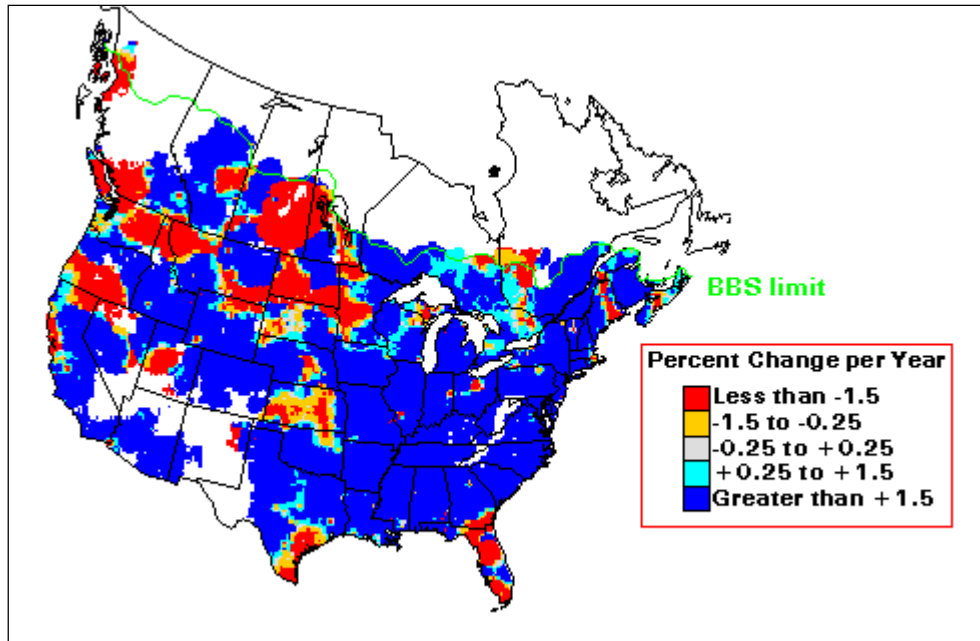 BBS limit
Percent Change per Year
Less than -1.5
-1.5 to -0.25
-0.25 to +0.25
+0.25 to +1.5
Greater than +1.5